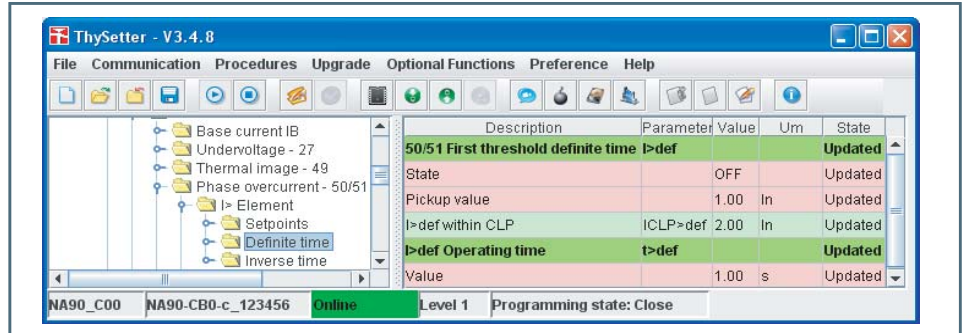 ThySetter - V3.4.8
File Communication Procedures Upgrade Optional Functions Preference Help
Base current IB
Undervoltage - 27
Thermal image - 49
Phase overcurrent - 50/51
I> Element
Setpoints
Definite time
Inverse time
Description Parameter Value Um State
50/51 First threshold definite time I>def Updated
State OFF Updated
Pickup value 1.00 In Updated
I>def within CLP ICLP>def 2.00 In Updated
I>def Operating time t>def Updated
Value 1.00 s Updated
NA90_C00 NA90-CB0-c_123456 Online Level 1 Programming state: Close